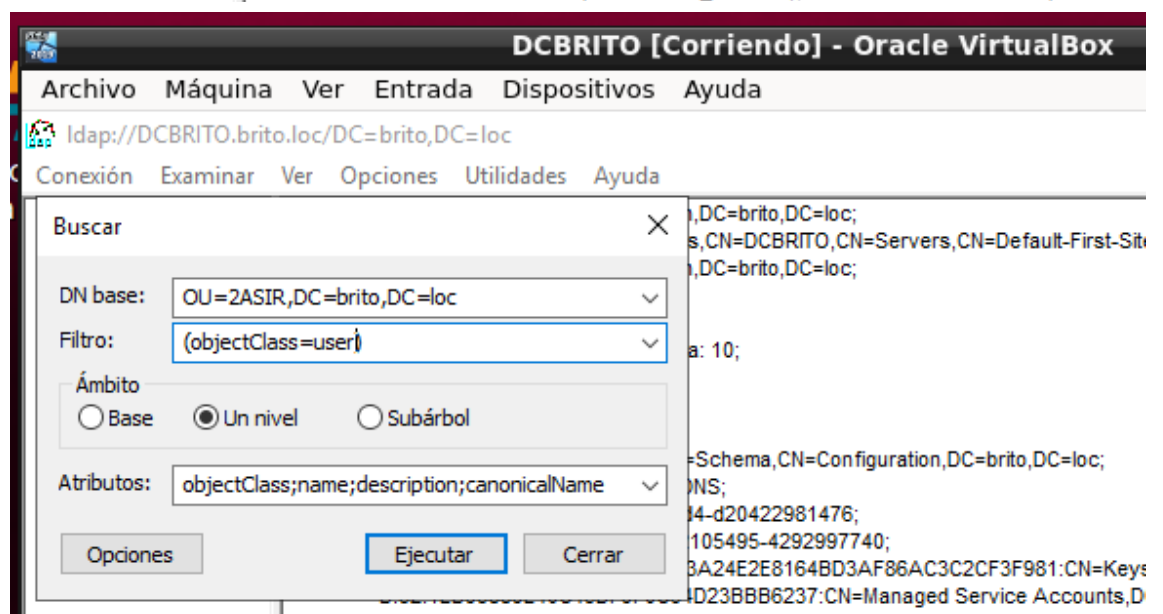 DCBRITO [Corriendo] - Oracle VirtualBox
Archivo Máquina Ver Entrada Dispositivos Ayuda
ldap://DCBRITO.brito.loc/DC=brito,DC=loc
Conexión Examinar Ver Opciones Utilidades Ayuda
Buscar
DN base: OU=2ASIR,DC=brito,DC=loc
Filtro: (objectClass=user)
Ámbito
Base Un nivel Subárbol
Atributos: objectClass;name;description;canonicalName
Opciones Ejecutar Cerrar
,DC=brito,DC=loc;
s,CN=DCBRITO,CN=Servers,CN=Default-First-Site
,DC=brito,DC=loc;
a: 10;
=Schema,CN=Configuration,DC=brito,DC=loc;
ONS;
4-d20422981476;
105495-4292997740;
3A24E2E8164BD3AF86AC3C2CF3F981:CN=Keys
D23BBB6237:CN=Managed Service Accounts,D